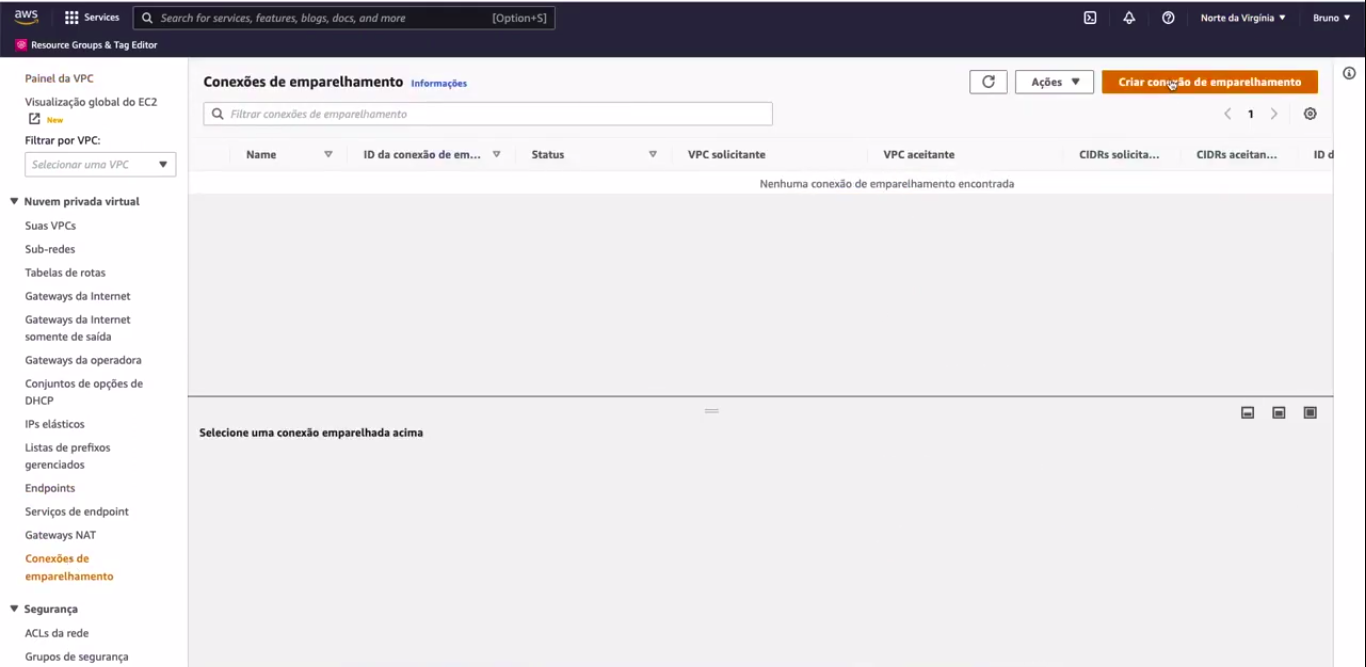 aws
Services
Search for services, features, blogs, docs, and more
[Option+S]
Norte da Virgínia
Bruno
Resource Groups & Tag Editor
Painel da VPC
Visualização global do EC2
New
Filtrar por VPC:
Selecionar uma VPC
Nuvem privada virtual
Suas VPCs
Sub-redes
Tabelas de rotas
Gateways da Internet
Gateways da Internet
somente de saída
Gateways da operadora
Conjuntos de opções de
DHCP
IPs elásticos
Listas de prefixos
gerenciados
Endpoints
Serviços de endpoint
Gateways NAT
Conexões de
emparelhamento
Segurança
ACLs da rede
Grupos de segurança
Conexões de emparelhamento
Informações
Ações
Criar conexão de emparelhamento
Filtrar conexões de emparelhamento
1
Name
ID da conexão de em...
Status
VPC solicitante
VPC aceitante
CIDRs solicita...
CIDRs aceitan...
ID d
Nenhuma conexão de emparelhamento encontrada
Selecione uma conexão emparelhada acima